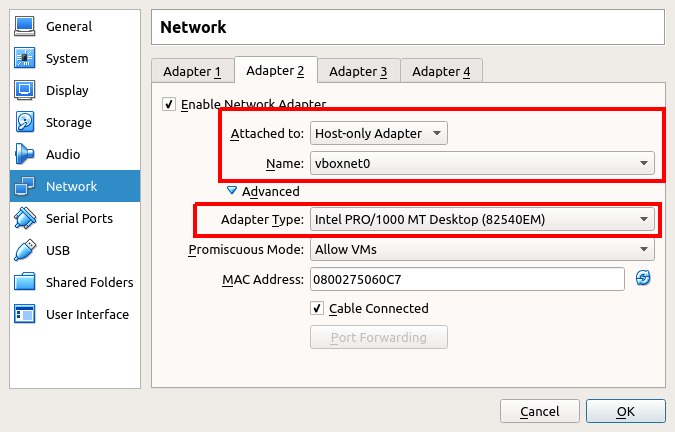 General
System
Display
Storage
Audio
Network
Serial Ports
USB
Shared Folders
User Interface
Network
Adapter 1
Adapter 2
Adapter 3
Adapter 4
Enable Network Adapter
Attached to: Host-only Adapter
Name: vboxnet0
Advanced
Adapter Type: Intel PRO/1000 MT Desktop (82540EM)
Promiscuous Mode: Allow VMs
MAC Address: 0800275060C7
Cable Connected
Port Forwarding
Cancel
OK